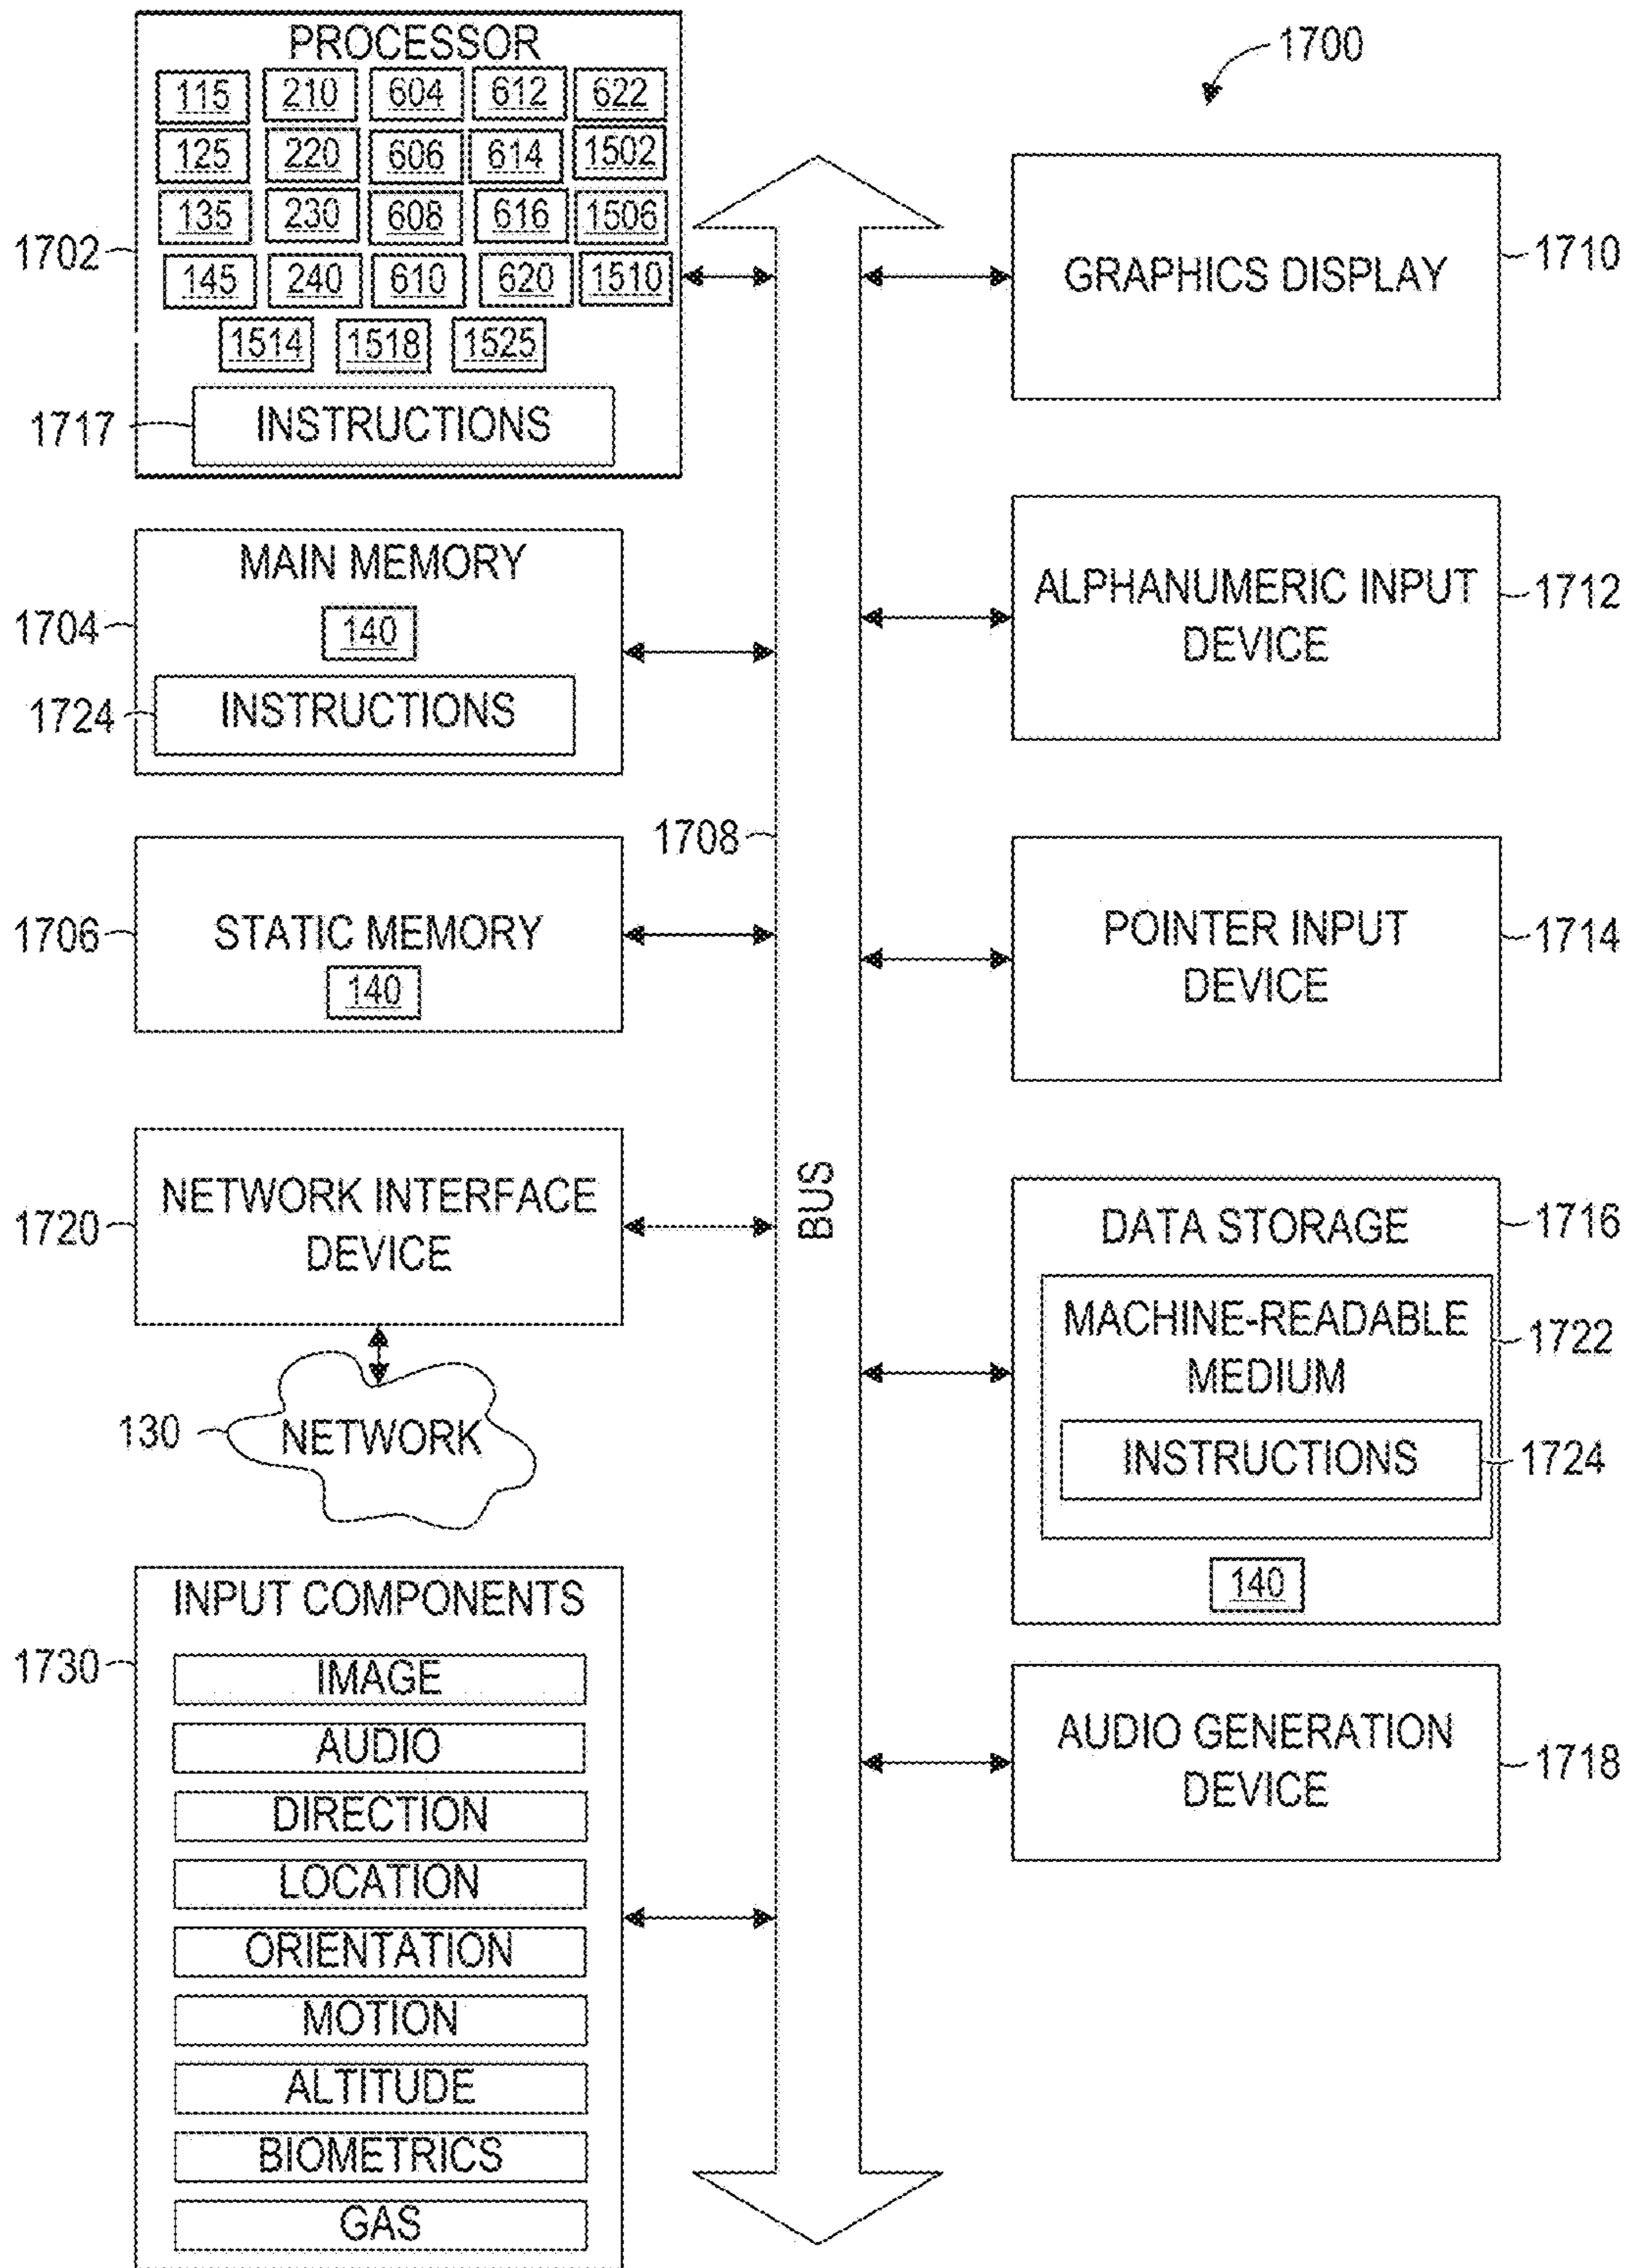 PROCESSOR
115 210 604 612 622
125 220 606 614 1502
135 230 608 616 1506
145 240 610 620 1510
1514 1518 1525
INSTRUCTIONS
1702
1717
MAIN MEMORY
140
INSTRUCTIONS
1704
1724
STATIC MEMORY
140
1706
NETWORK INTERFACE
DEVICE
1720
NETWORK
130
INPUT COMPONENTS
IMAGE
AUDIO
DIRECTION
LOCATION
ORIENTATION
MOTION
ALTITUDE
BIOMETRICS
GAS
1730
1708
BUS
1700
GRAPHICS DISPLAY
1710
ALPHANUMERIC INPUT
DEVICE
1712
POINTER INPUT
DEVICE
1714
DATA STORAGE
1716
MACHINE-READABLE
MEDIUM
1722
INSTRUCTIONS
1724
140
AUDIO GENERATION
DEVICE
1718